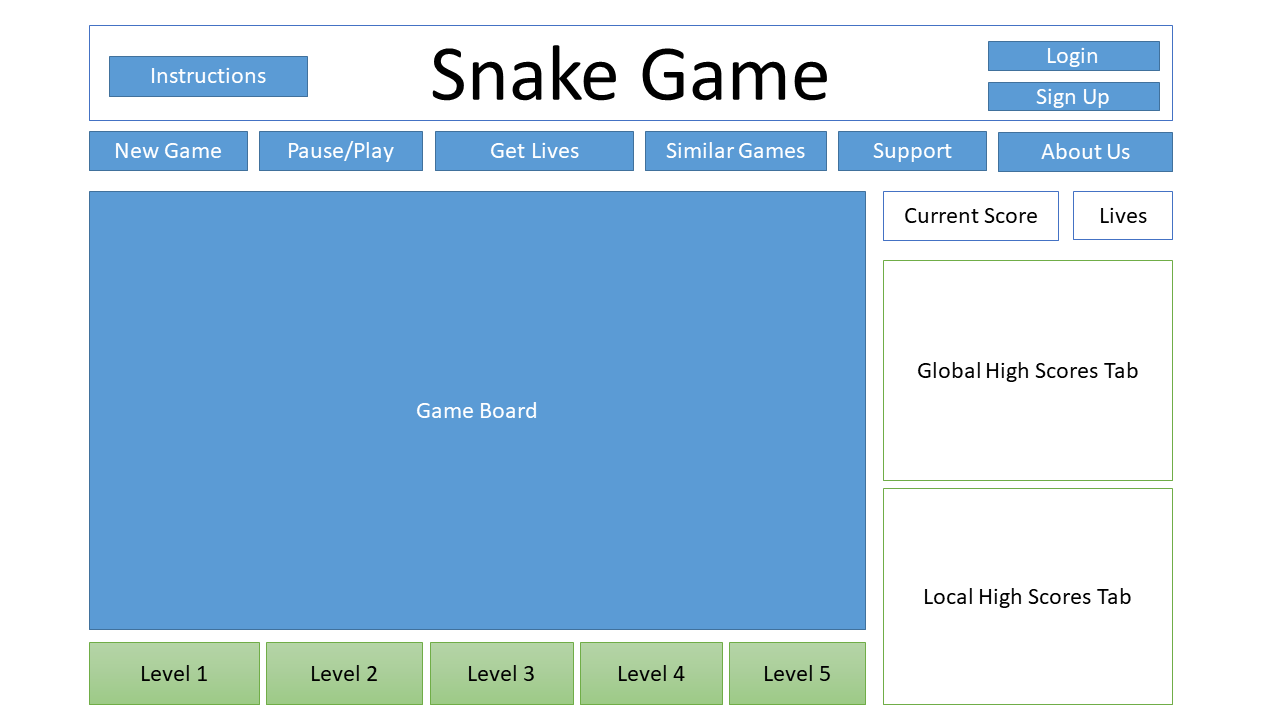 Instructions
Snake Game
Login
Sign Up
New Game
Pause/Play
Get Lives
Similar Games
Support
About Us
Current Score
Lives
Game Board
Global High Scores Tab
Local High Scores Tab
Level 1
Level 2
Level 3
Level 4
Level 5